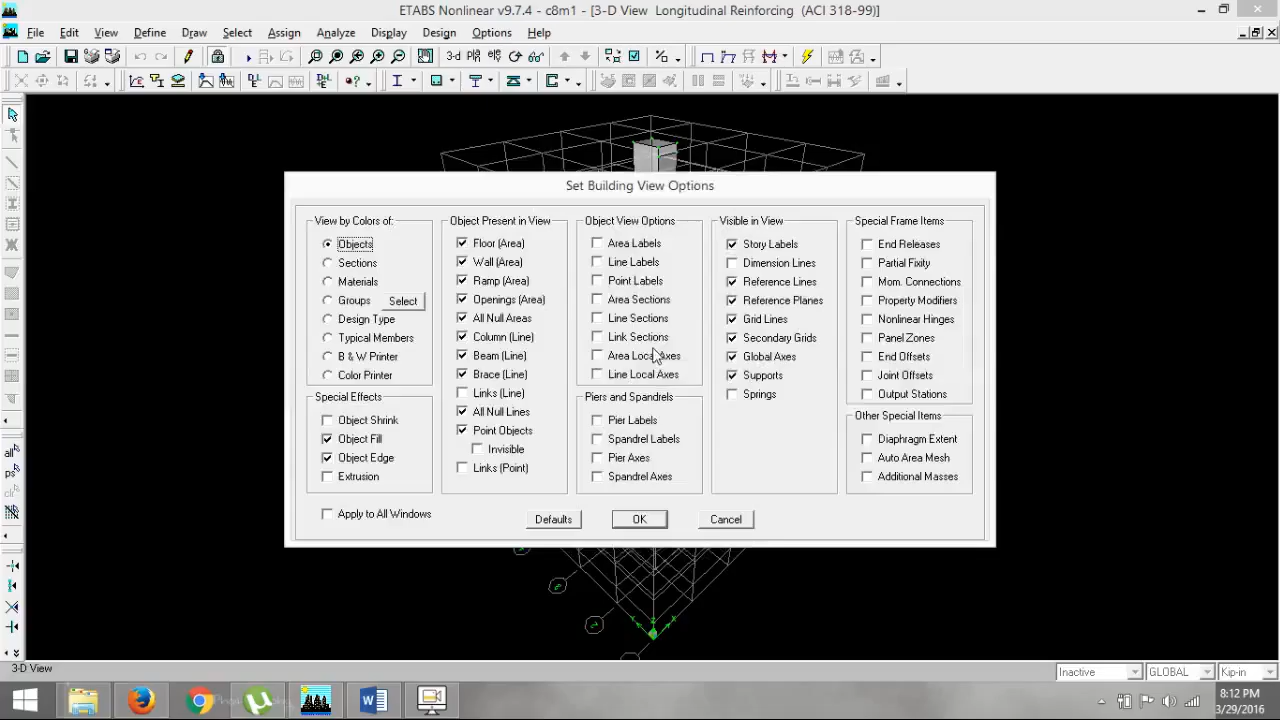 ETABS Nonlinear v9.7.4 - c8m1 - [3-D View  Longitudinal Reinforcing  (ACI 318-99)]
File Edit View Define Draw Select Assign Analyze Display Design Options Help
3-d
all
ps
clr
Set Building View Options
View by Colors of:
Objects
Sections
Materials
Groups Select
Design Type
Typical Members
B & W Printer
Color Printer
Special Effects
Object Shrink
Object Fill
Object Edge
Extrusion
Apply to All Windows
Object Present in View
Floor (Area)
Wall (Area)
Ramp (Area)
Openings (Area)
All Null Areas
Column (Line)
Beam (Line)
Brace (Line)
Links (Line)
All Null Lines
Point Objects
Invisible
Links (Point)
Object View Options
Area Labels
Line Labels
Point Labels
Area Sections
Line Sections
Link Sections
Area Local Axes
Line Local Axes
Piers and Spandrels
Pier Labels
Spandrel Labels
Pier Axes
Spandrel Axes
Visible in View
Story Labels
Dimension Lines
Reference Lines
Reference Planes
Grid Lines
Secondary Grids
Global Axes
Supports
Springs
Special Frame Items
End Releases
Partial Fixity
Mom. Connections
Property Modifiers
Nonlinear Hinges
Panel Zones
End Offsets
Joint Offsets
Output Stations
Other Special Items
Diaphragm Extent
Auto Area Mesh
Additional Masses
Defaults OK Cancel
Y Z X
3-D View
Inactive GLOBAL Kip-in
8:12 PM
3/29/2016